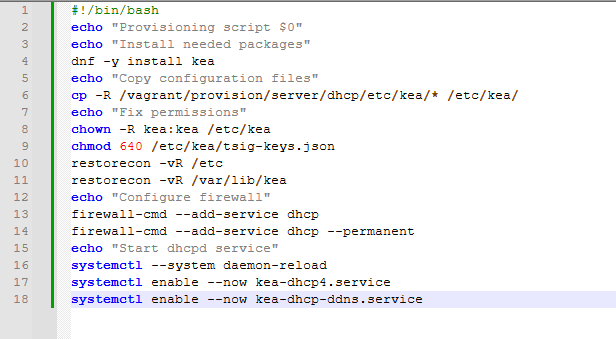 1 #!/bin/bash
2 echo "Provisioning script $0"
3 echo "Install needed packages"
4 dnf -y install kea
5 echo "Copy configuration files"
6 cp -R /vagrant/provision/server/dhcp/etc/kea/* /etc/kea/
7 echo "Fix permissions"
8 chown -R kea:kea /etc/kea
9 chmod 640 /etc/kea/tsig-keys.json
10 restorecon -vR /etc
11 restorecon -vR /var/lib/kea
12 echo "Configure firewall"
13 firewall-cmd --add-service dhcp
14 firewall-cmd --add-service dhcp --permanent
15 echo "Start dhcpd service"
16 systemctl --system daemon-reload
17 systemctl enable --now kea-dhcp4.service
18 systemctl enable --now kea-dhcp-ddns.service